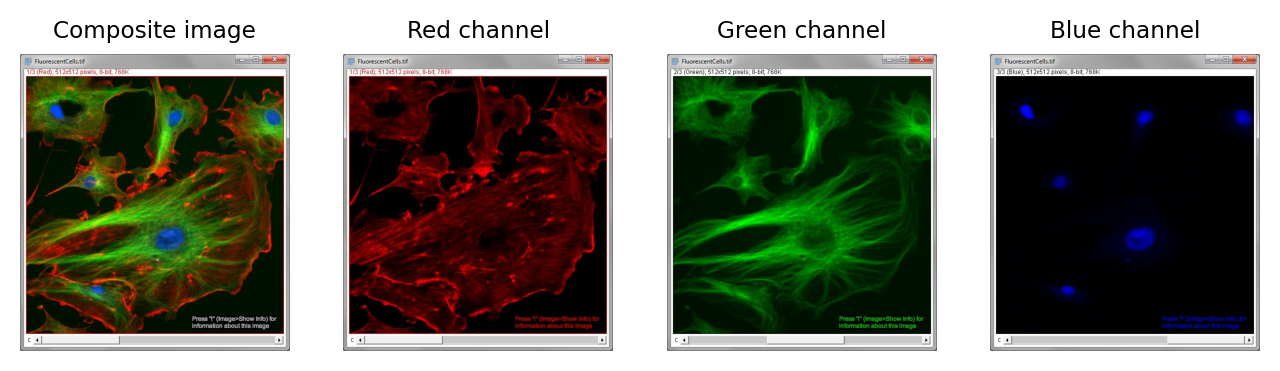 Composite image
Red channel
Green channel
Blue channel
FluorescentCells.tif
1/3 (Red); 512x512 pixels; 8-bit; 768K
Press "I" (Image>Show Info) for
information about this image
C
FluorescentCells.tif
1/3 (Red); 512x512 pixels; 8-bit; 768K
Press "I" (Image>Show Info) for
information about this image
C
FluorescentCells.tif
2/3 (Green); 512x512 pixels; 8-bit; 768K
Press "I" (Image>Show Info) for
information about this image
C
FluorescentCells.tif
3/3 (Blue); 512x512 pixels; 8-bit; 768K
Press "I" (Image>Show Info) for
information about this image
C